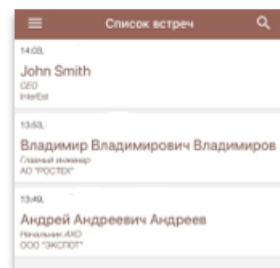 Список встреч
14:03,
John Smith
CEO
InterEst
13:53,
Владимир Владимирович Владимиров
Главный инженер
АО "РОСТЕХ"
13:49,
Андрей Андреевич Андреев
Начальник АХО
ООО "ЭКСПОТ"